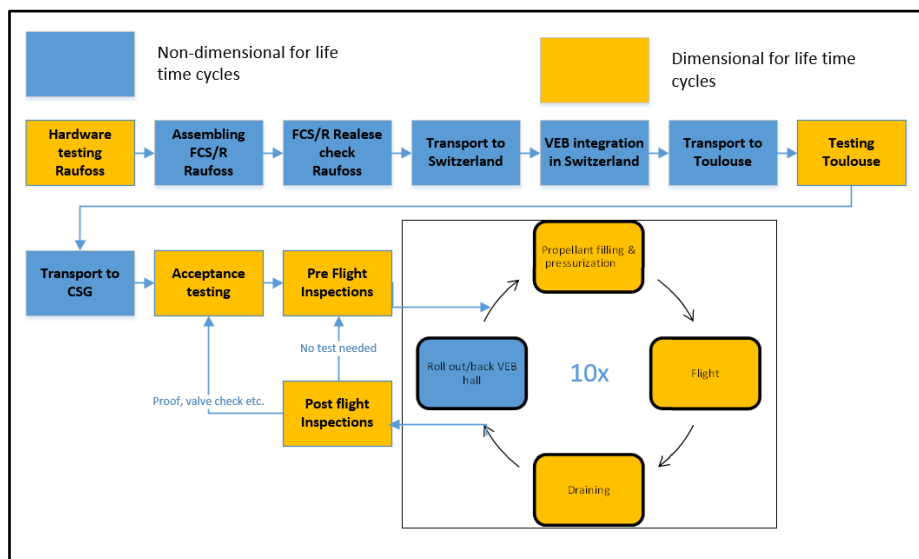 Non-dimensional for life
time cycles
Dimensional for life time
cycles
Hardware
testing
Raufoss
Assembling
FCS/R
Raufoss
FCS/R Realese
check
Raufoss
Transport to
Switzerland
VEB integration
in Switzerland
Transport to
Toulouse
Testing
Toulouse
Transport to
CSG
Acceptance
testing
Pre Flight
Inspections
Propellant filling &
pressurization
No test needed
Roll out/back VEB
hall
10x
Flight
Proof, valve check etc.
Post flight
Inspections
Draining